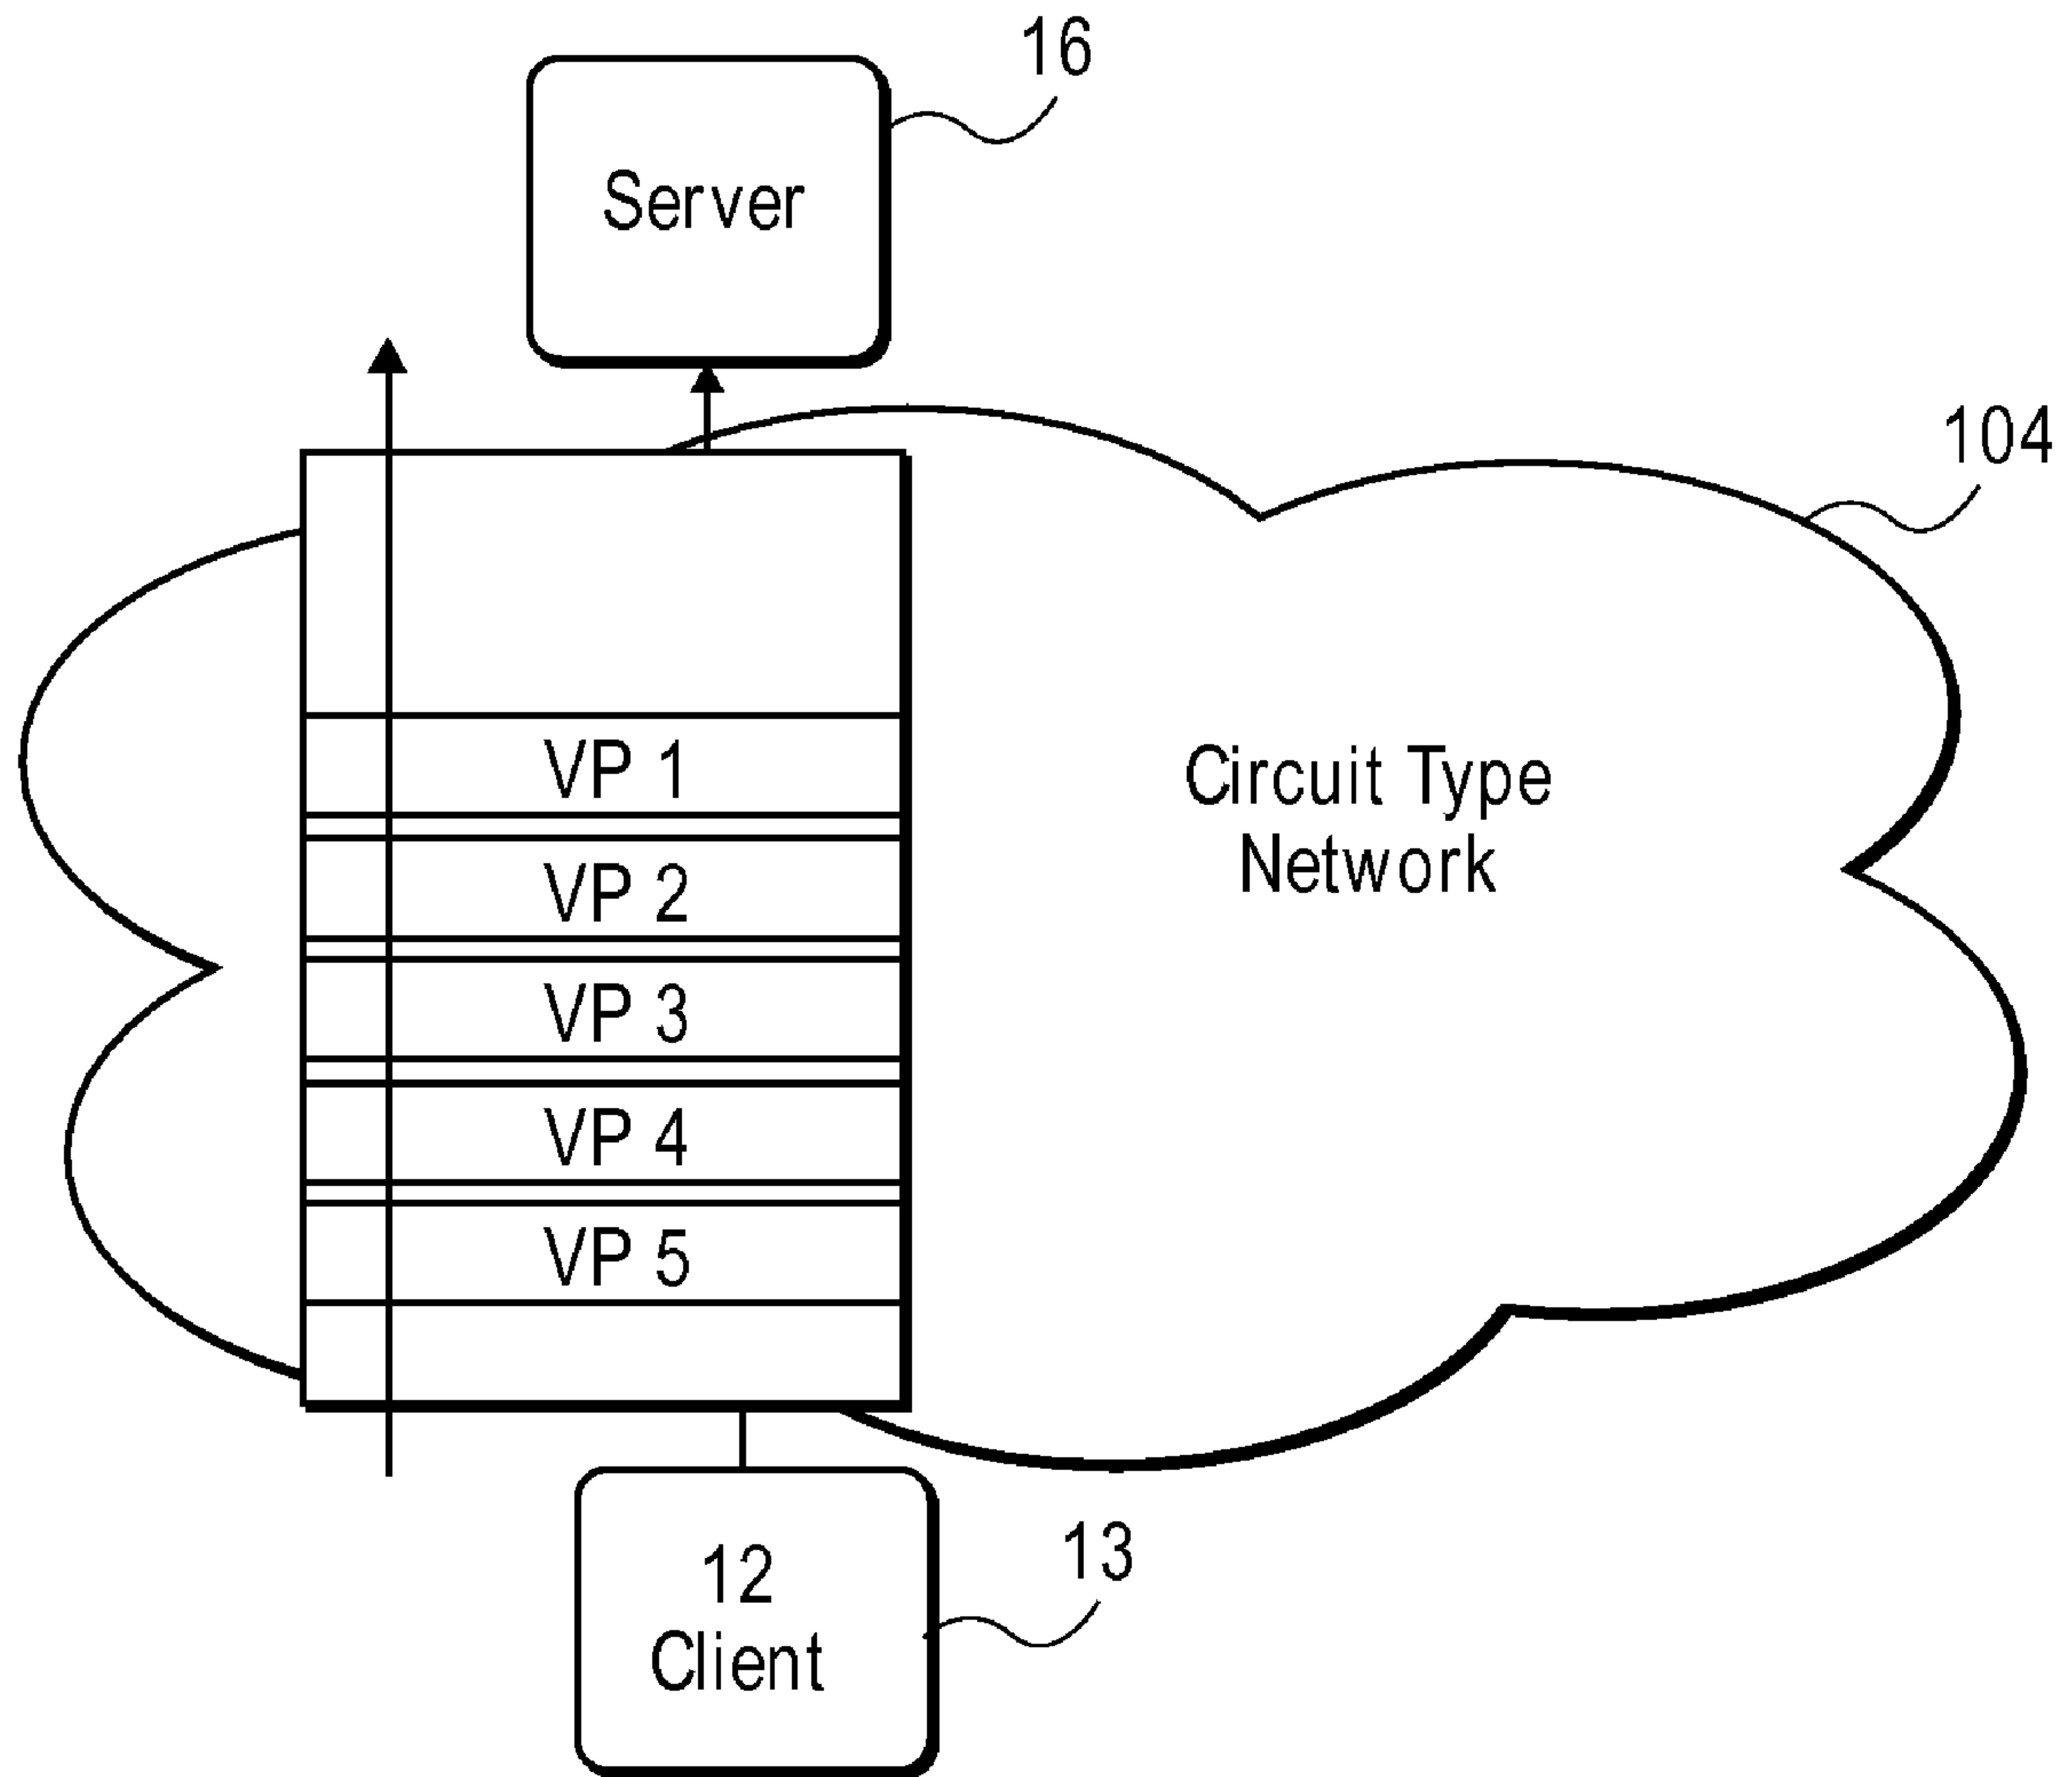 16
Server
104
VP 1
Circuit Type
Network
VP 2
VP 3
VP 4
VP 5
13
12
Client